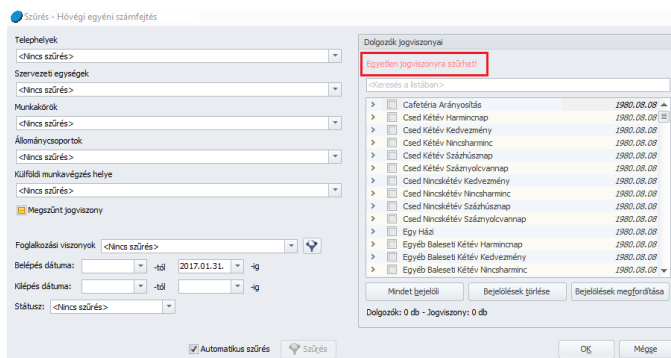 Szűrés - Hóvégi egyéni számfejtés
Telephelyek
<Nincs szűrés>
Szervezeti egységek
<Nincs szűrés>
Munkakörök
<Nincs szűrés>
Állománycsoportok
<Nincs szűrés>
Külföldi munkavégzés helye
<Nincs szűrés>
Megszűnt jogviszony
Foglalkozási viszonyok <Nincs szűrés>
Belépés dátuma: -tól 2017.01.31. -ig
Kilépés dátuma: -tól -ig
Státusz: <Nincs szűrés>
Automatikus szűrés Szűrés
Dolgozók jogviszonyai
Egyetlen jogviszonyra szűrhet!
<Keresés a listában>
Cafetéria Arányosítás 1980.08.08
Csed Kétév Harmincnap 1980.08.08
Csed Kétév Kedvezmény 1980.08.08
Csed Kétév Nincsharminc 1980.08.08
Csed Kétév Százhúsznap 1980.08.08
Csed Kétév Száznyolcvannap 1980.08.08
Csed Nincskétév Kedvezmény 1980.08.08
Csed Nincskétév Nincsharminc 1980.08.08
Csed Nincskétév Százhúsznap 1980.08.08
Csed Nincskétév Száznyolcvannap 1980.08.08
Egy Házi 1980.08.08
Egyéb Baleseti Kétév Harmincnap 1980.08.08
Egyéb Baleseti Kétév Kedvezmény 1980.08.08
Egyéb Baleseti Kétév Nincsharminc 1980.08.08
Mindet bejelöli Bejelölések törlése Bejelölések megfordítása
Dolgozók: 0 db - Jogviszony: 0 db
OK Mégse